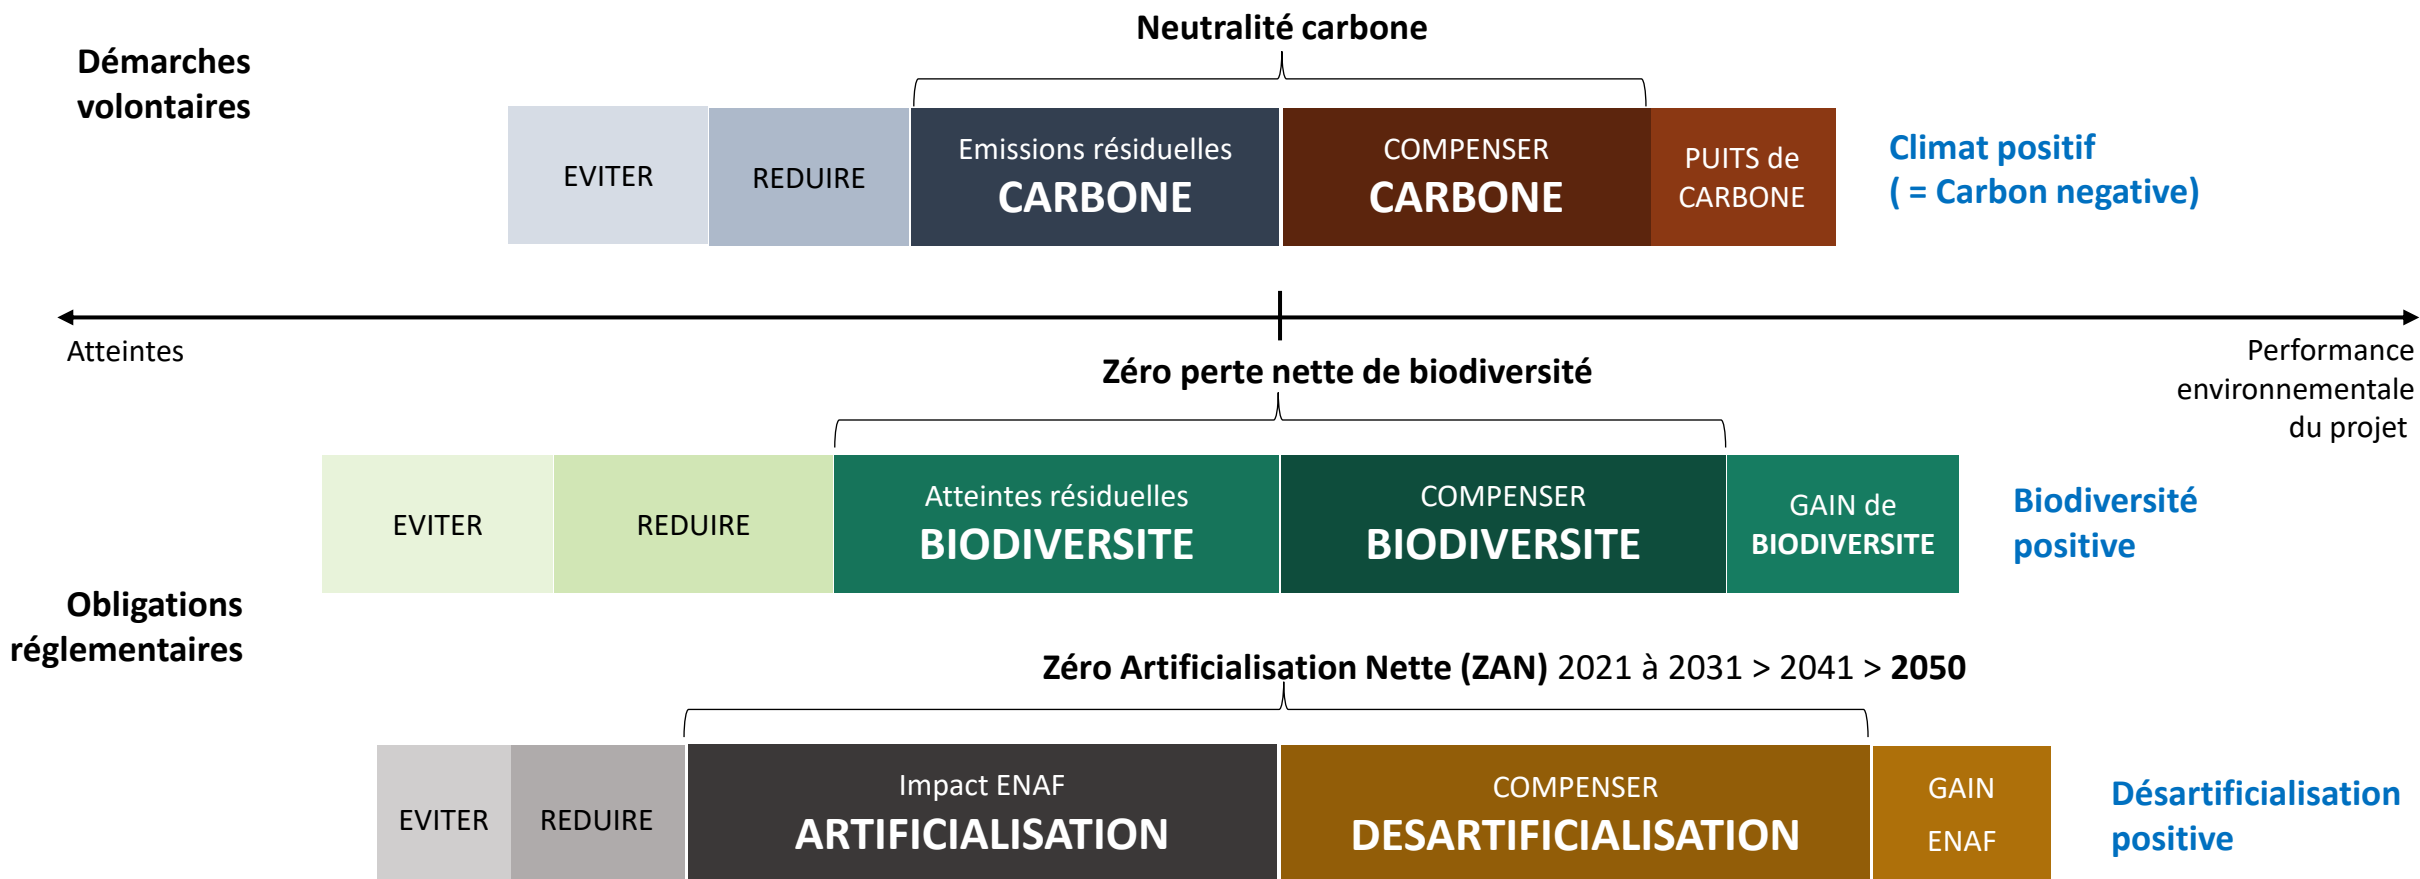 Neutralité carbone
Démarches
volontaires
EVITER
REDUIRE
Emissions résiduelles
CARBONE
COMPENSER
CARBONE
PUITS de
CARBONE
Climat positif
( = Carbon negative)
Atteintes
Performance
environnementale
du projet
Zéro perte nette de biodiversité
EVITER
REDUIRE
Atteintes résiduelles
BIODIVERSITE
COMPENSER
BIODIVERSITE
GAIN de
BIODIVERSITE
Biodiversité
positive
Obligations
réglementaires
Zéro Artificialisation Nette (ZAN) 2021 à 2031 > 2041 > 2050
EVITER
REDUIRE
Impact ENAF
ARTIFICIALISATION
COMPENSER
DESARTIFICIALISATION
GAIN
ENAF
Désartificialisation
positive